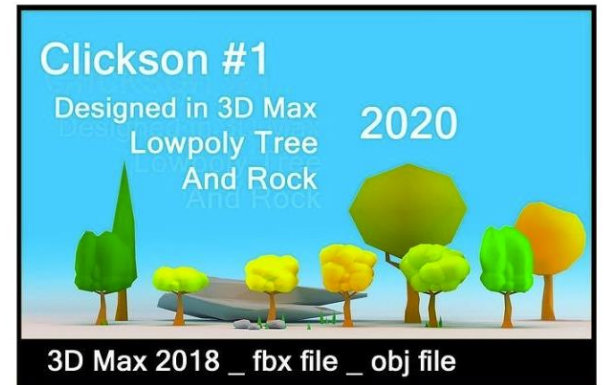 Clickson #1
Designed in 3D Max
Lowpoly Tree
And Rock
2020
3D Max 2018 _ fbx file _ obj file